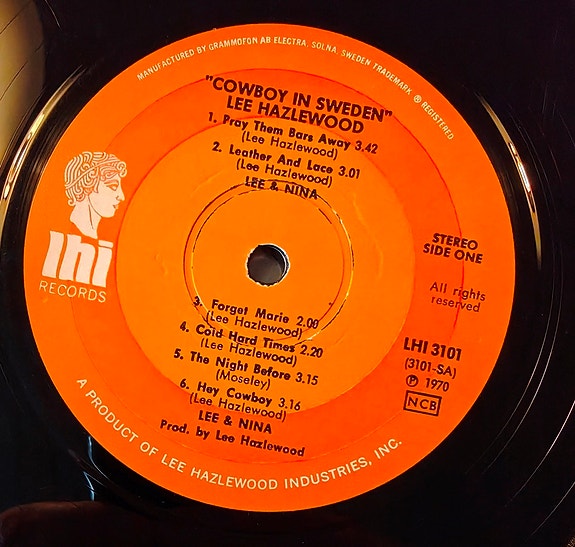 MANUFACTURED BY GRAMMOFON AB ELECTRA, SOLNA, SWEDEN TRADEMARK ® REGISTERED
"COWBOY IN SWEDEN"
LEE HAZLEWOOD
1. Pray Them Bars Away 3.42
(Lee Hazlewood)
2. Leather And Lace 3.01
(Lee Hazlewood)
LEE & NINA
lhi
RECORDS
STEREO
SIDE ONE
All rights
reserved
3. Forget Marie 2.00
(Lee Hazlewood)
4. Cold Hard Times 2.20
(Lee Hazlewood)
5. The Night Before 3.15
(Moseley)
6. Hey Cowboy 3.16
(Lee Hazlewood)
LEE & NINA
Prod. by Lee Hazlewood
LHI 3101
(3101-SA)
℗ 1970
NCB
A PRODUCT OF LEE HAZLEWOOD INDUSTRIES, INC.